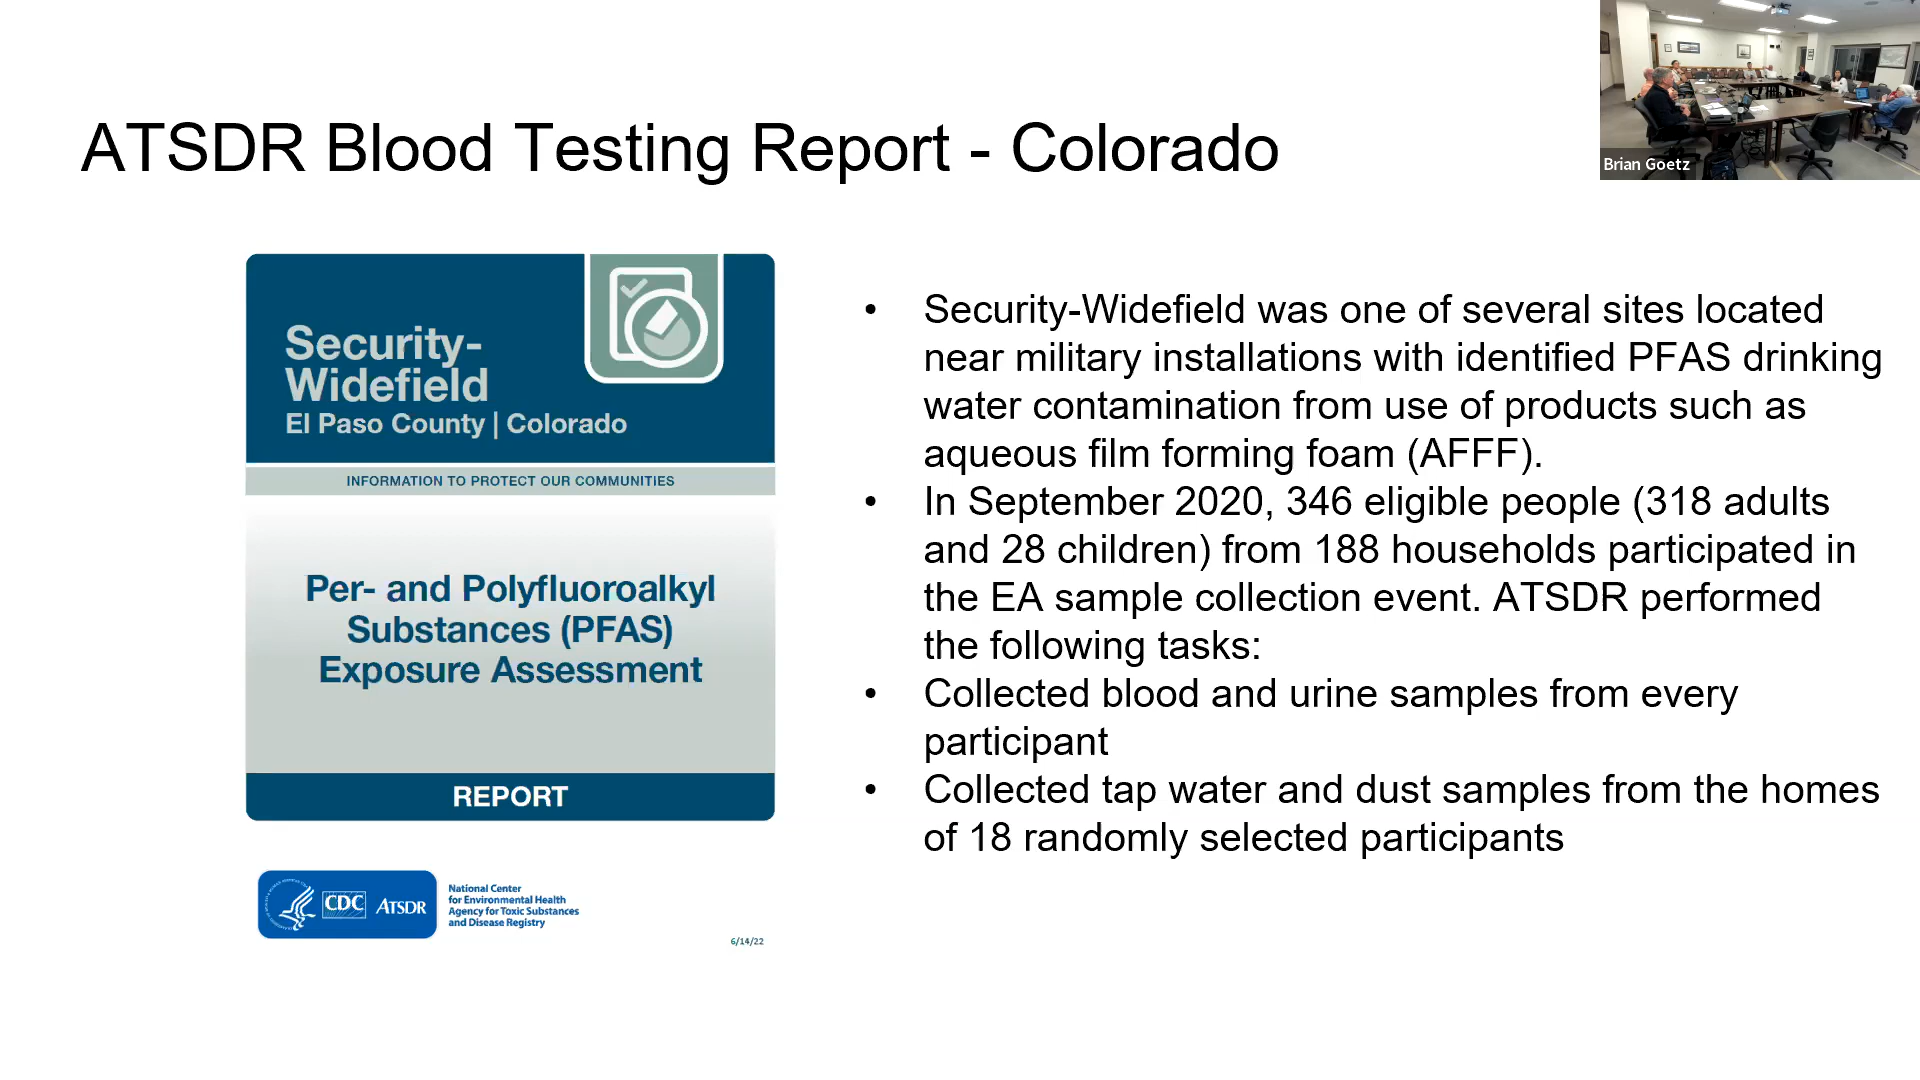 ATSDR Blood Testing Report - Colorado
Brian Goetz
Security-
Widefield
El Paso County | Colorado
INFORMATION TO PROTECT OUR COMMUNITIES
Per- and Polyfluoroalkyl
Substances (PFAS)
Exposure Assessment
REPORT
CDC ATSDR
National Center
for Environmental Health
Agency for Toxic Substances
and Disease Registry
6/14/22
• Security-Widefield was one of several sites located
near military installations with identified PFAS drinking
water contamination from use of products such as
aqueous film forming foam (AFFF).
• In September 2020, 346 eligible people (318 adults
and 28 children) from 188 households participated in
the EA sample collection event. ATSDR performed
the following tasks:
• Collected blood and urine samples from every
participant
• Collected tap water and dust samples from the homes
of 18 randomly selected participants